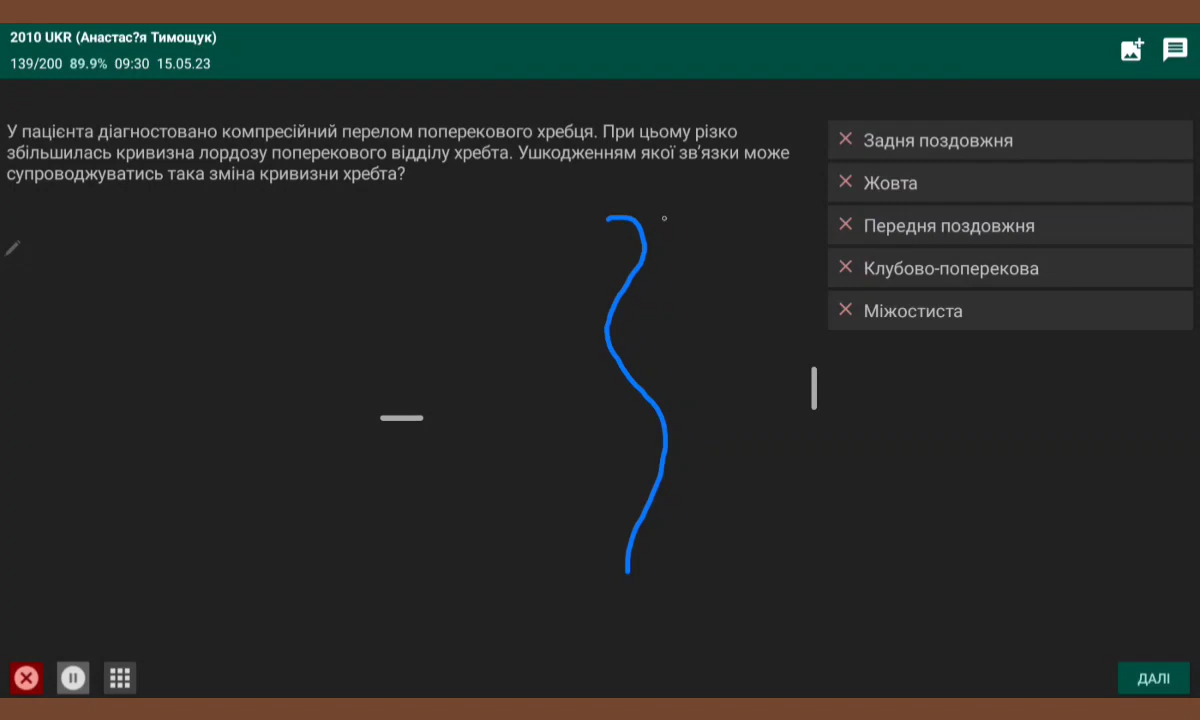 2010 UKR (Анастас?я Тимощук)
139/200 89.9% 09:30 15.05.23
У пацієнта діагностовано компресійний перелом поперекового хребця. При цьому різко
збільшилась кривизна лордозу поперекового відділу хребта. Ушкодженням якої зв'язки може
супроводжуватись така зміна кривизни хребта?
Задня поздовжня
Жовта
Передня поздовжня
Клубово-поперекова
Міжостиста
ДАЛІ